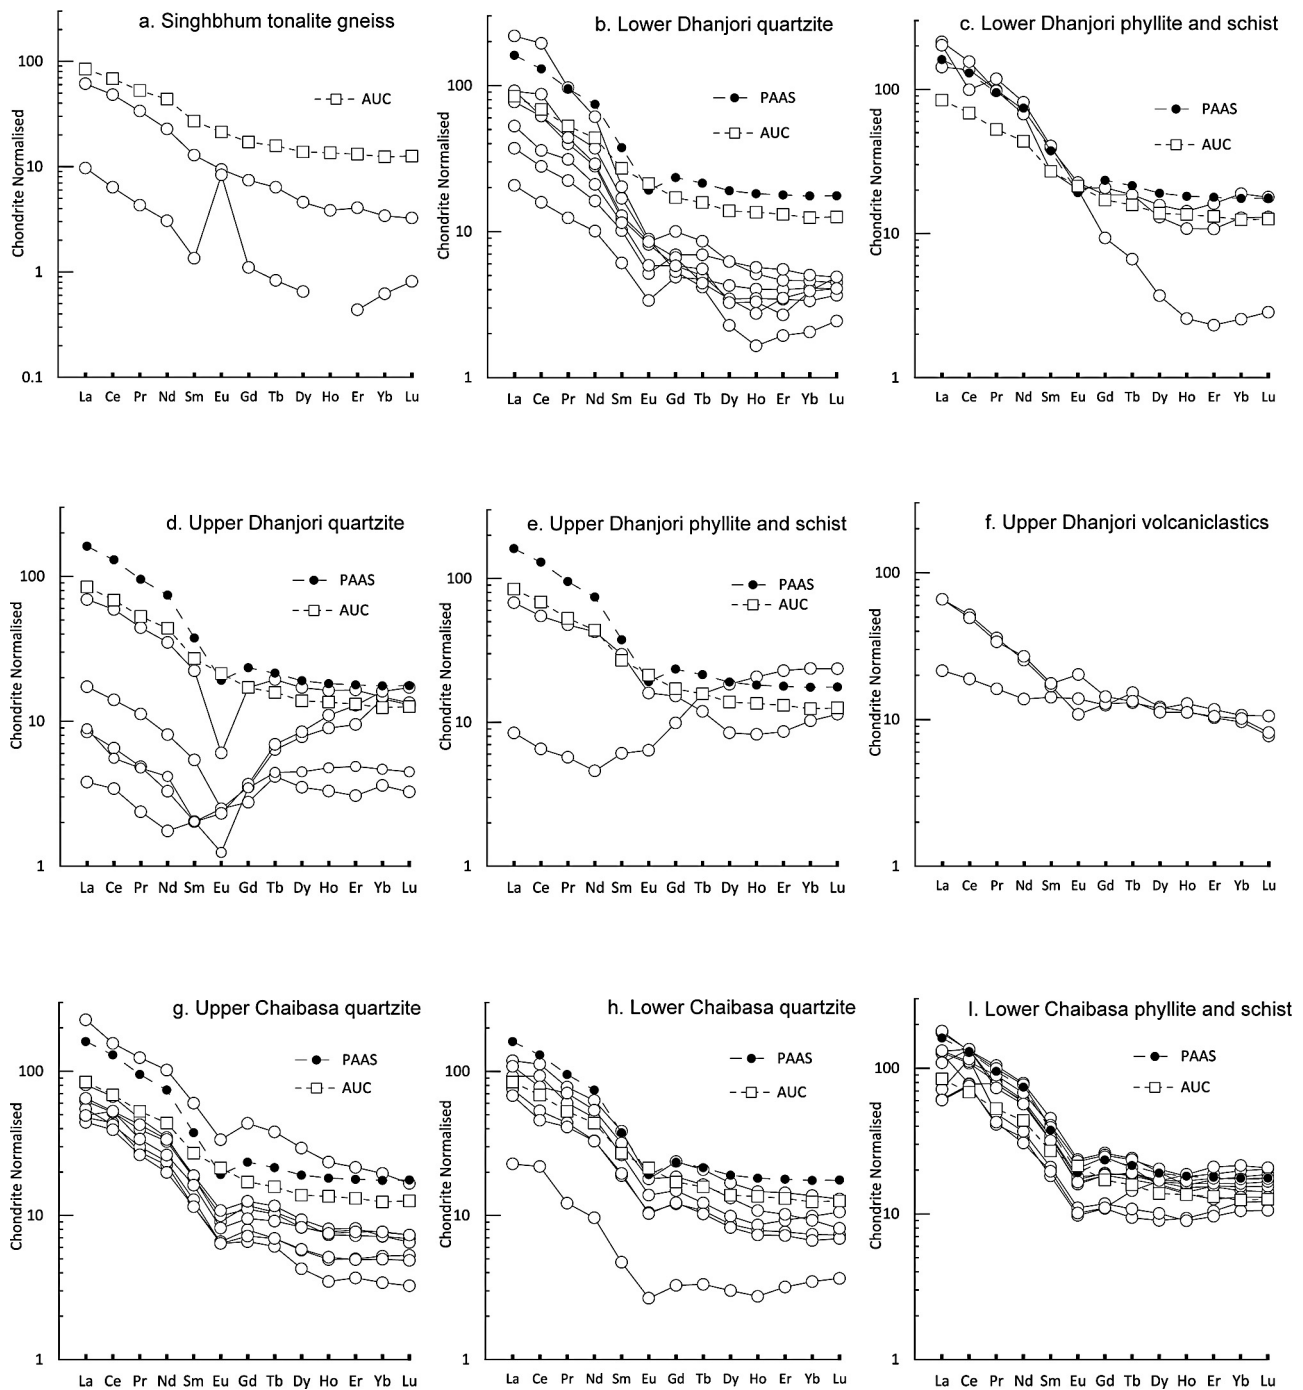 a. Singhbhum tonalite gneiss
100
10
1
0.1
Chondrite Normalised
AUC
La Ce Pr Nd Sm Eu Gd Tb Dy Ho Er Yb Lu
b. Lower Dhanjori quartzite
100
10
1
Chondrite Normalised
PAAS
AUC
La Ce Pr Nd Sm Eu Gd Tb Dy Ho Er Yb Lu
c. Lower Dhanjori phyllite and schist
100
10
1
Chondrite Normalised
PAAS
AUC
La Ce Pr Nd Sm Eu Gd Tb Dy Ho Er Yb Lu
d. Upper Dhanjori quartzite
100
10
1
Chondrite Normalised
PAAS
AUC
La Ce Pr Nd Sm Eu Gd Tb Dy Ho Er Yb Lu
e. Upper Dhanjori phyllite and schist
100
10
1
Chondrite Normalised
PAAS
AUC
La Ce Pr Nd Sm Eu Gd Tb Dy Ho Er Yb Lu
f. Upper Dhanjori volcaniclastics
100
10
1
Chondrite Normalised
La Ce Pr Nd Sm Eu Gd Tb Dy Ho Er Yb Lu
g. Upper Chaibasa quartzite
100
10
1
Chondrite Normalised
PAAS
AUC
La Ce Pr Nd Sm Eu Gd Tb Dy Ho Er Yb Lu
h. Lower Chaibasa quartzite
100
10
1
Chondrite Normalised
PAAS
AUC
La Ce Pr Nd Sm Eu Gd Tb Dy Ho Er Yb Lu
I. Lower Chaibasa phyllite and schist
100
10
1
Chondrite Normalised
PAAS
AUC
La Ce Pr Nd Sm Eu Gd Tb Dy Ho Er Yb Lu